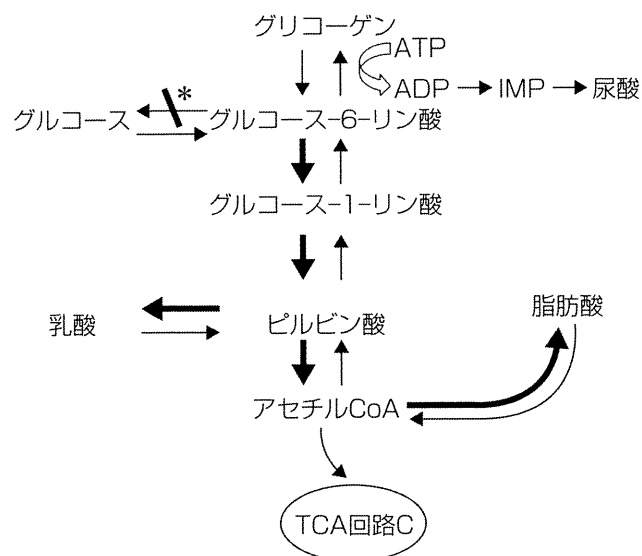 グリコーゲン
ATP
ADP IMP 尿酸
*
グルコース グルコース-6-リン酸
グルコース-1-リン酸
乳酸 ピルビン酸 脂肪酸
アセチルCoA
TCA回路C